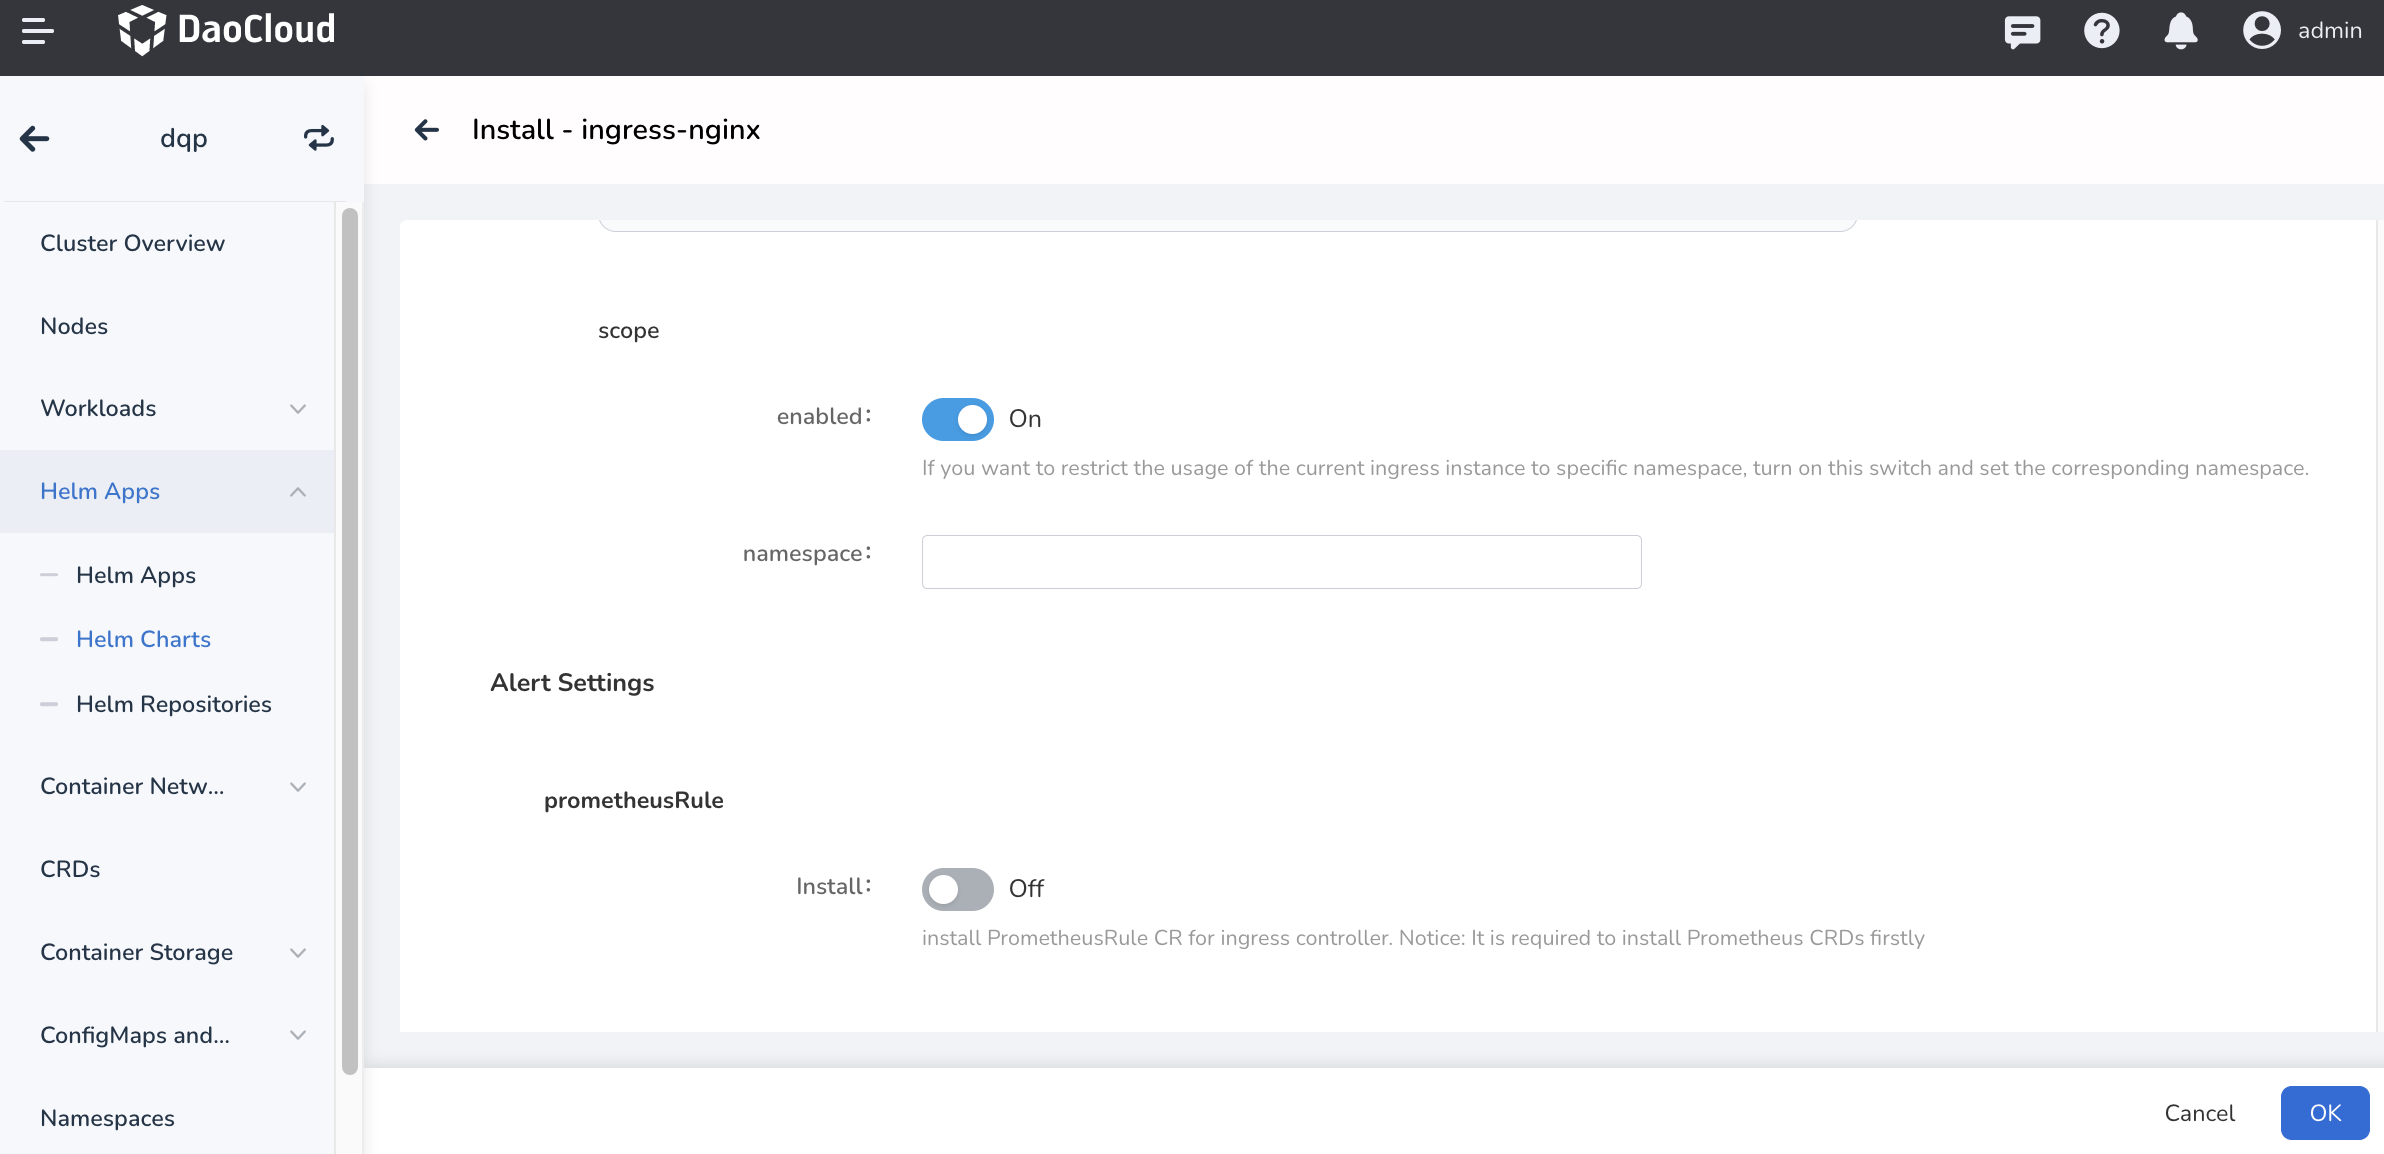 DaoCloud
admin
dqp
Install - ingress-nginx
Cluster Overview
Nodes
Workloads
Helm Apps
Helm Apps
Helm Charts
Helm Repositories
Container Netw...
CRDs
Container Storage
ConfigMaps and...
Namespaces
scope
enabled:
On
If you want to restrict the usage of the current ingress instance to specific namespace, turn on this switch and set the corresponding namespace.
namespace:
Alert Settings
prometheusRule
Install:
Off
install PrometheusRule CR for ingress controller. Notice: It is required to install Prometheus CRDs firstly
Cancel
OK